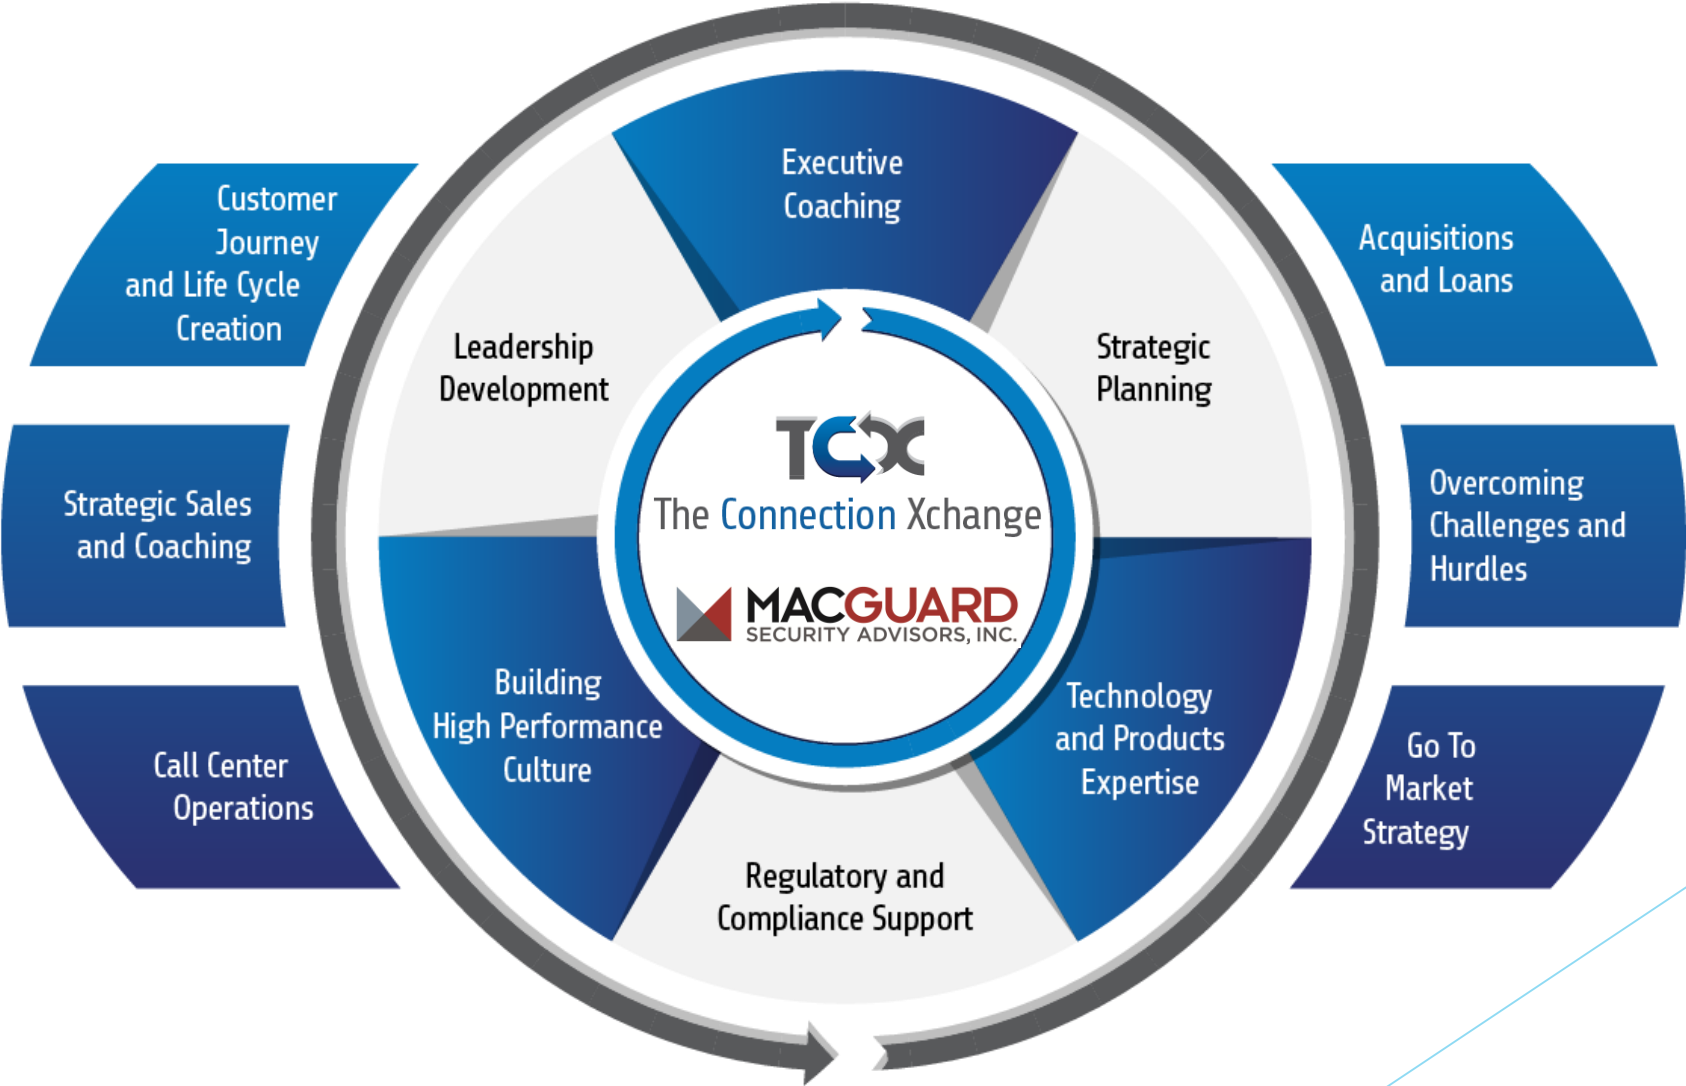 Executive
Coaching
Customer
Journey
and Life Cycle
Creation
Acquisitions
and Loans
Leadership
Development
Strategic
Planning
TCX
The Connection Xchange
MACGUARD
SECURITY ADVISORS, INC.
Strategic Sales
and Coaching
Overcoming
Challenges and
Hurdles
Building
High Performance
Culture
Technology
and Products
Expertise
Call Center
Operations
Go To
Market
Strategy
Regulatory and
Compliance Support